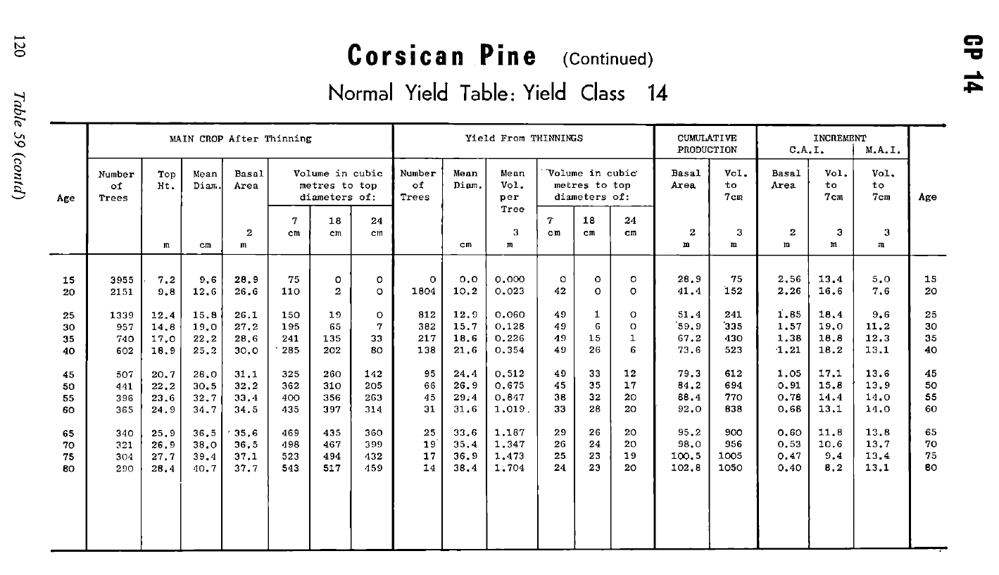 120 Table 59 (contd)
CP 14
Corsican Pine (Continued)
Normal Yield Table: Yield Class 14
MAIN CROP After Thinning Yield From THINNINGS CUMULATIVE PRODUCTION INCREMENT
C.A.I. M.A.I.
Age Number of Trees Top Ht. m Mean Diam. cm Basal Area m 2 Volume in cubic metres to top diameters of: 7 cm 18 cm 24 cm Number of Trees Mean Diam. cm Mean Vol. per Tree m 3 Volume in cubic metres to top diameters of: 7 cm 18 cm 24 cm Basal Area m 2 Vol. to 7cm m 3 Basal Area m 2 Vol. to 7cm m 3 Vol. to 7cm m 3 Age
15 3955 7.2 9.6 28.9 75 0 0 0 0.0 0.000 0 0 0 28.9 75 2.56 13.4 5.0 15
20 2151 9.8 12.6 26.6 110 2 0 1804 10.2 0.023 42 0 0 41.4 152 2.26 16.6 7.6 20
25 1339 12.4 15.8 26.1 150 19 0 812 12.9 0.060 49 1 0 51.4 241 1.85 18.4 9.6 25
30 957 14.8 19.0 27.2 195 65 7 382 15.7 0.128 49 6 0 59.9 335 1.57 19.0 11.2 30
35 740 17.0 22.2 28.6 241 135 33 217 18.6 0.226 49 15 1 67.2 430 1.38 18.8 12.3 35
40 602 18.9 25.2 30.0 285 202 80 138 21.6 0.354 49 26 6 73.6 523 1.21 18.2 13.1 40
45 507 20.7 28.0 31.1 325 260 142 95 24.4 0.512 49 33 12 79.3 612 1.05 17.1 13.6 45
50 441 22.2 30.5 32.2 362 310 205 66 26.9 0.675 45 35 17 84.2 694 0.91 15.8 13.9 50
55 396 23.6 32.7 33.4 400 356 263 45 29.4 0.847 38 32 20 88.4 770 0.78 14.4 14.0 55
60 365 24.9 34.7 34.5 435 397 314 31 31.6 1.019 33 28 20 92.0 838 0.68 13.1 14.0 60
65 340 25.9 36.5 35.6 469 435 360 25 33.6 1.187 29 26 20 95.2 900 0.60 11.8 13.8 65
70 321 26.9 38.0 36.5 498 467 399 19 35.4 1.347 26 24 20 98.0 956 0.53 10.6 13.7 70
75 304 27.7 39.4 37.1 523 494 432 17 36.9 1.473 25 23 19 100.5 1005 0.47 9.4 13.4 75
80 290 28.4 40.7 37.7 543 517 459 14 38.4 1.704 24 23 20 102.8 1050 0.40 8.2 13.1 80